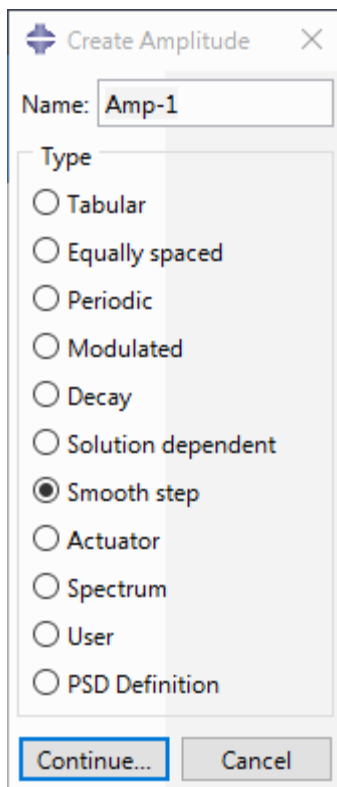 Create Amplitude
Name: Amp-1
Type
Tabular
Equally spaced
Periodic
Modulated
Decay
Solution dependent
Smooth step
Actuator
Spectrum
User
PSD Definition
Continue... Cancel